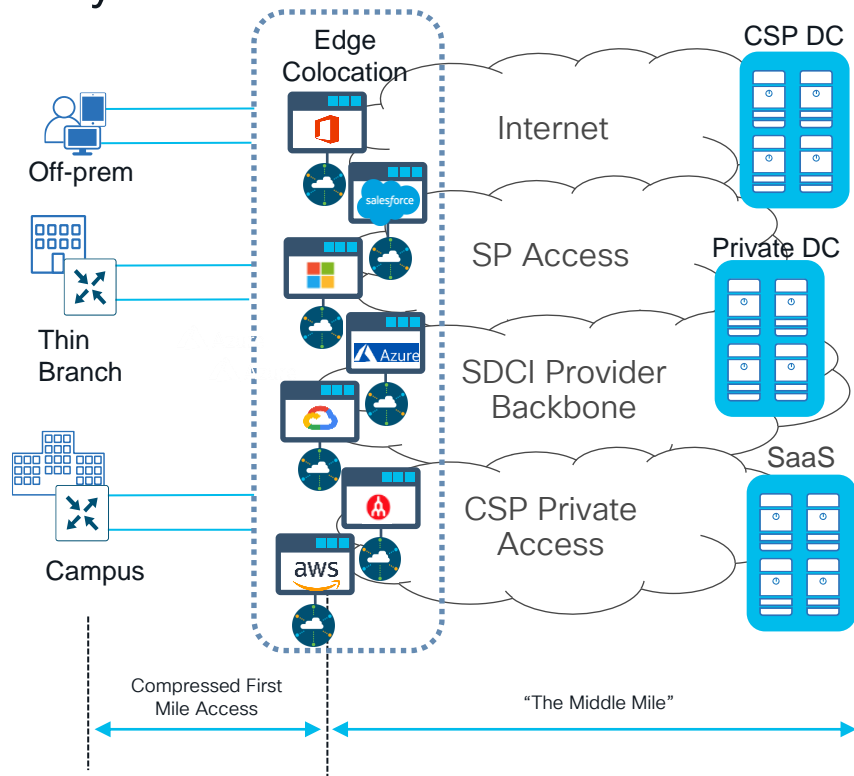 Edge
Colocation
CSP DC
Internet
Off-prem
salesforce
SP Access
Private DC
Thin
Branch
Azure
SDCI Provider
Backbone
SaaS
CSP Private
Access
aws
Campus
Compressed First
Mile Access
“The Middle Mile”